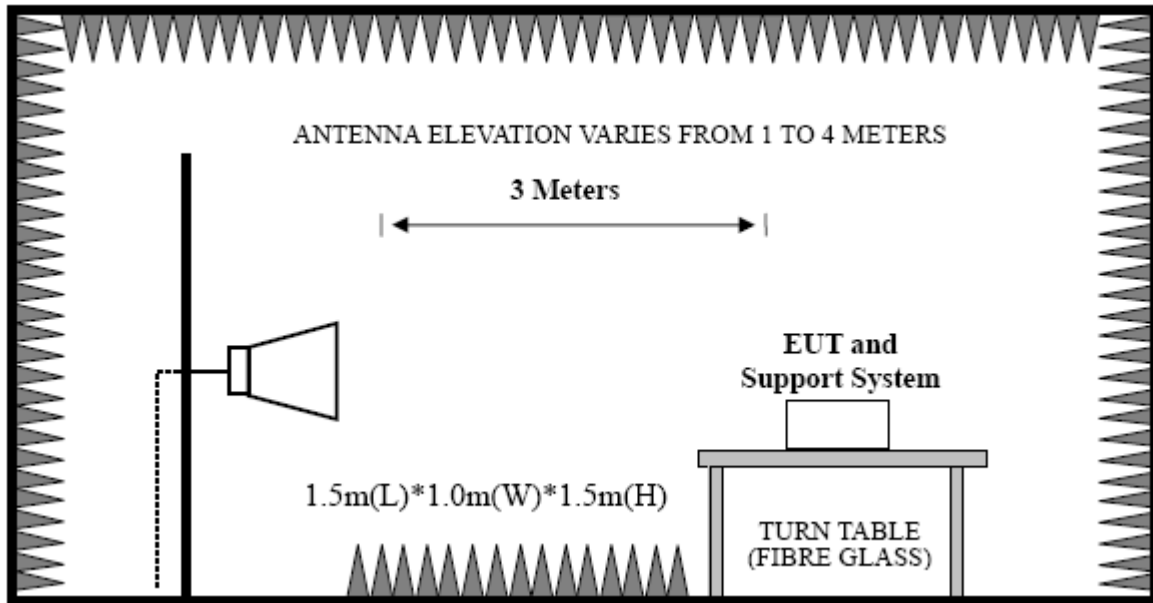 ANTENNA ELEVATION VARIES FROM 1 TO 4 METERS
3 Meters
EUT and
Support System
1.5m(L)*1.0m(W)*1.5m(H)
TURN TABLE
(FIBRE GLASS)